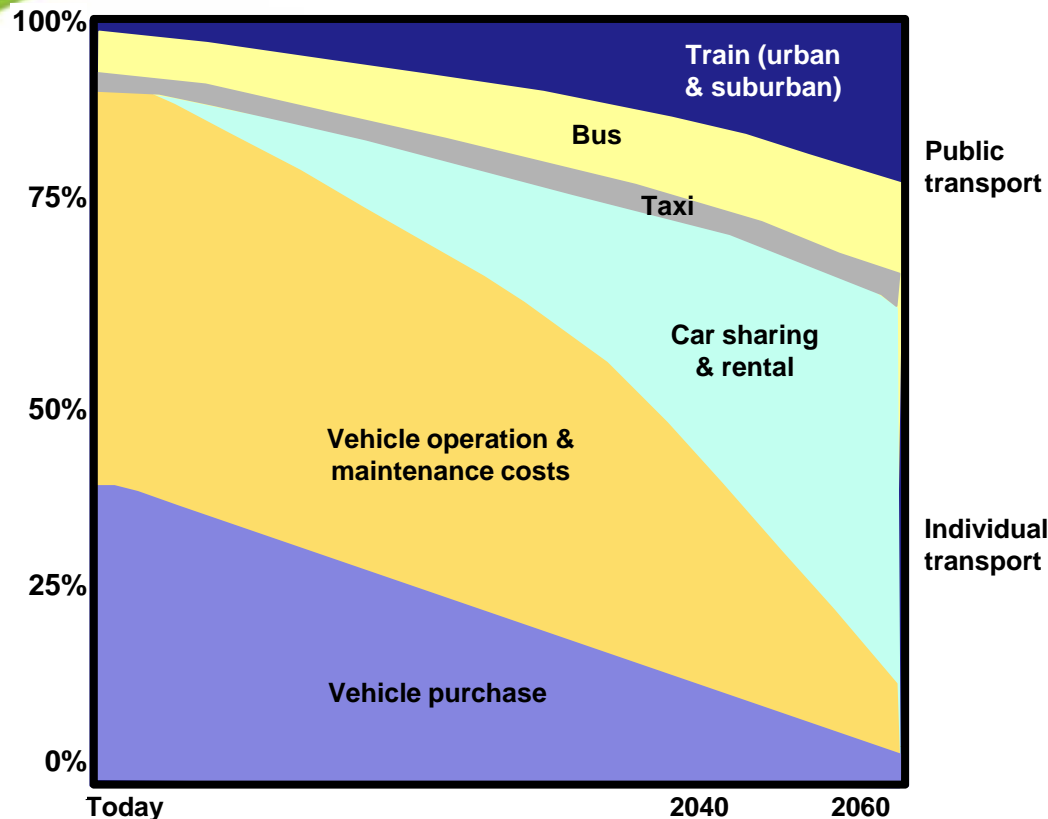 100%
Train (urban
& suburban)
Bus
Public
transport
75%
Taxi
Car sharing
& rental
50%
Vehicle operation &
maintenance costs
Individual
transport
25%
Vehicle purchase
0%
Today
2040
2060